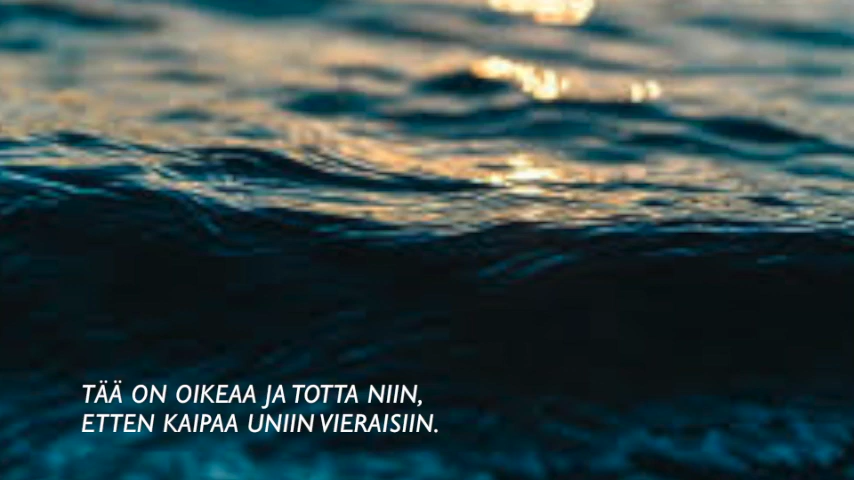 TÄÄ ON OIKEAA JA TOTTA NIIN,
ETTEN KAIPAA UNIIN VIERAISIIN.